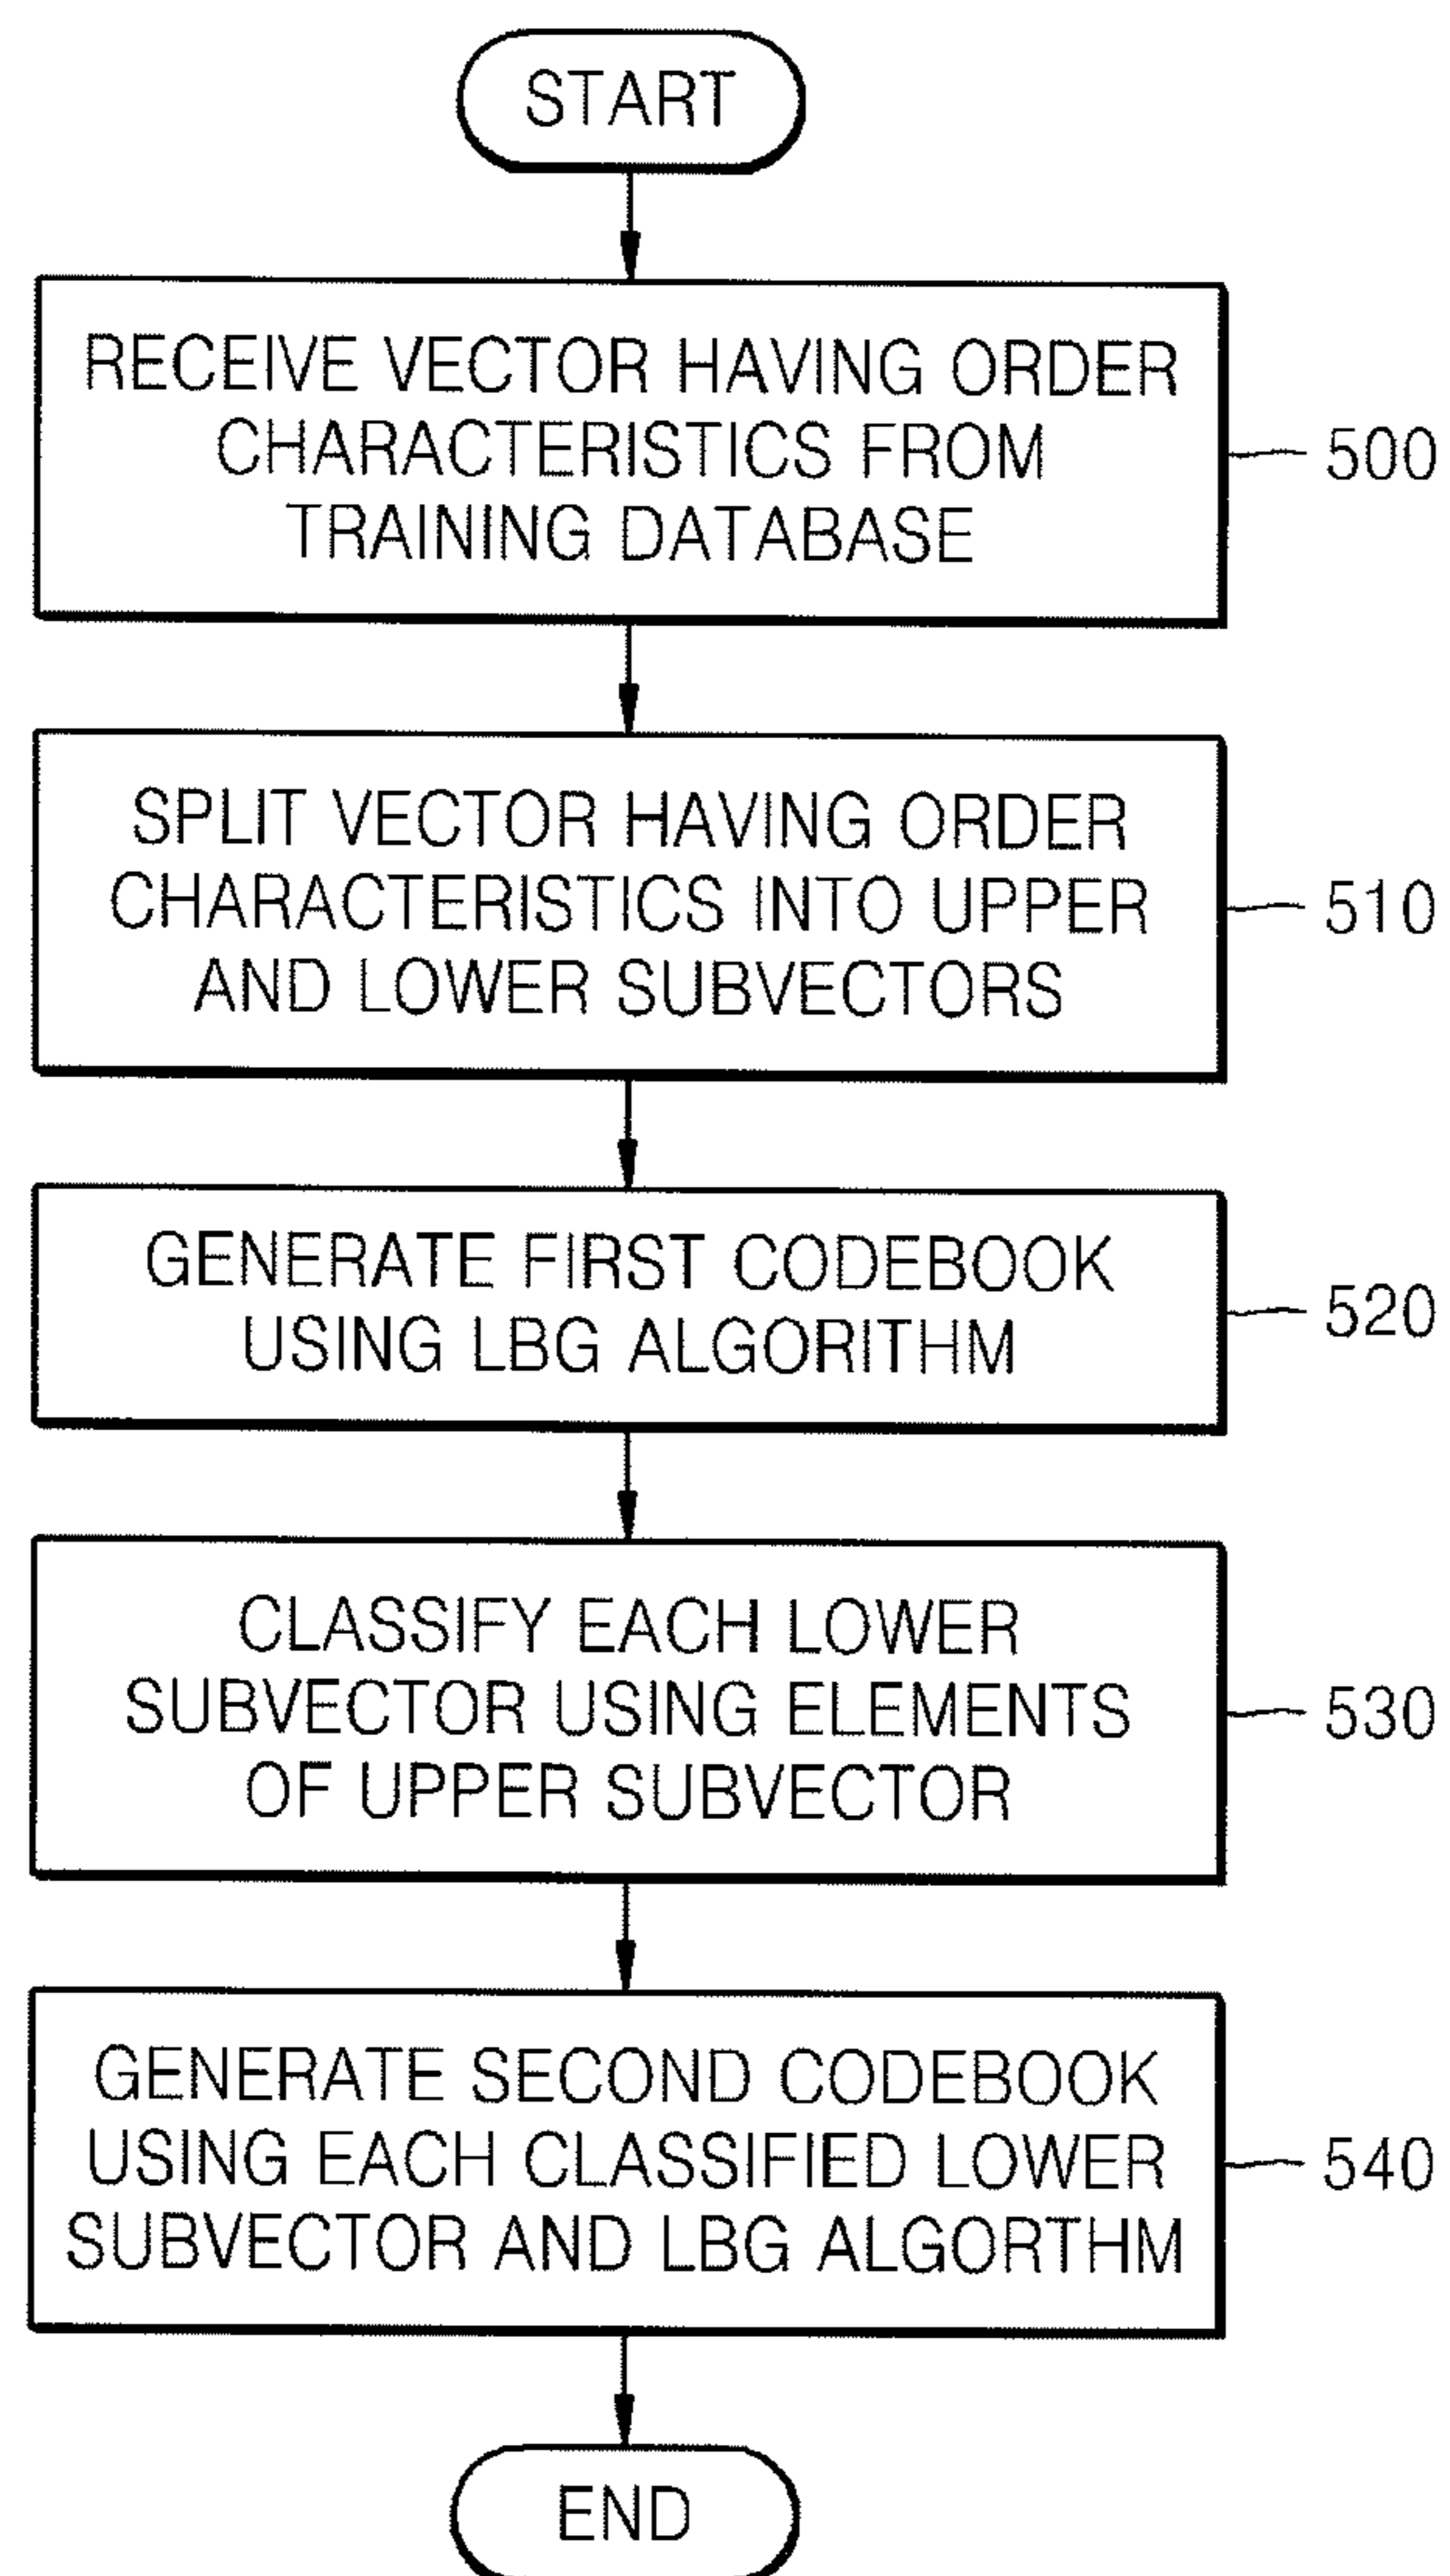 START
RECEIVE VECTOR HAVING ORDER
CHARACTERISTICS FROM
TRAINING DATABASE
500
SPLIT VECTOR HAVING ORDER
CHARACTERISTICS INTO UPPER
AND LOWER SUBVECTORS
510
GENERATE FIRST CODEBOOK
USING LBG ALGORITHM
520
CLASSIFY EACH LOWER
SUBVECTOR USING ELEMENTS
OF UPPER SUBVECTOR
530
GENERATE SECOND CODEBOOK
USING EACH CLASSIFIED LOWER
SUBVECTOR AND LBG ALGORTHM
540
END